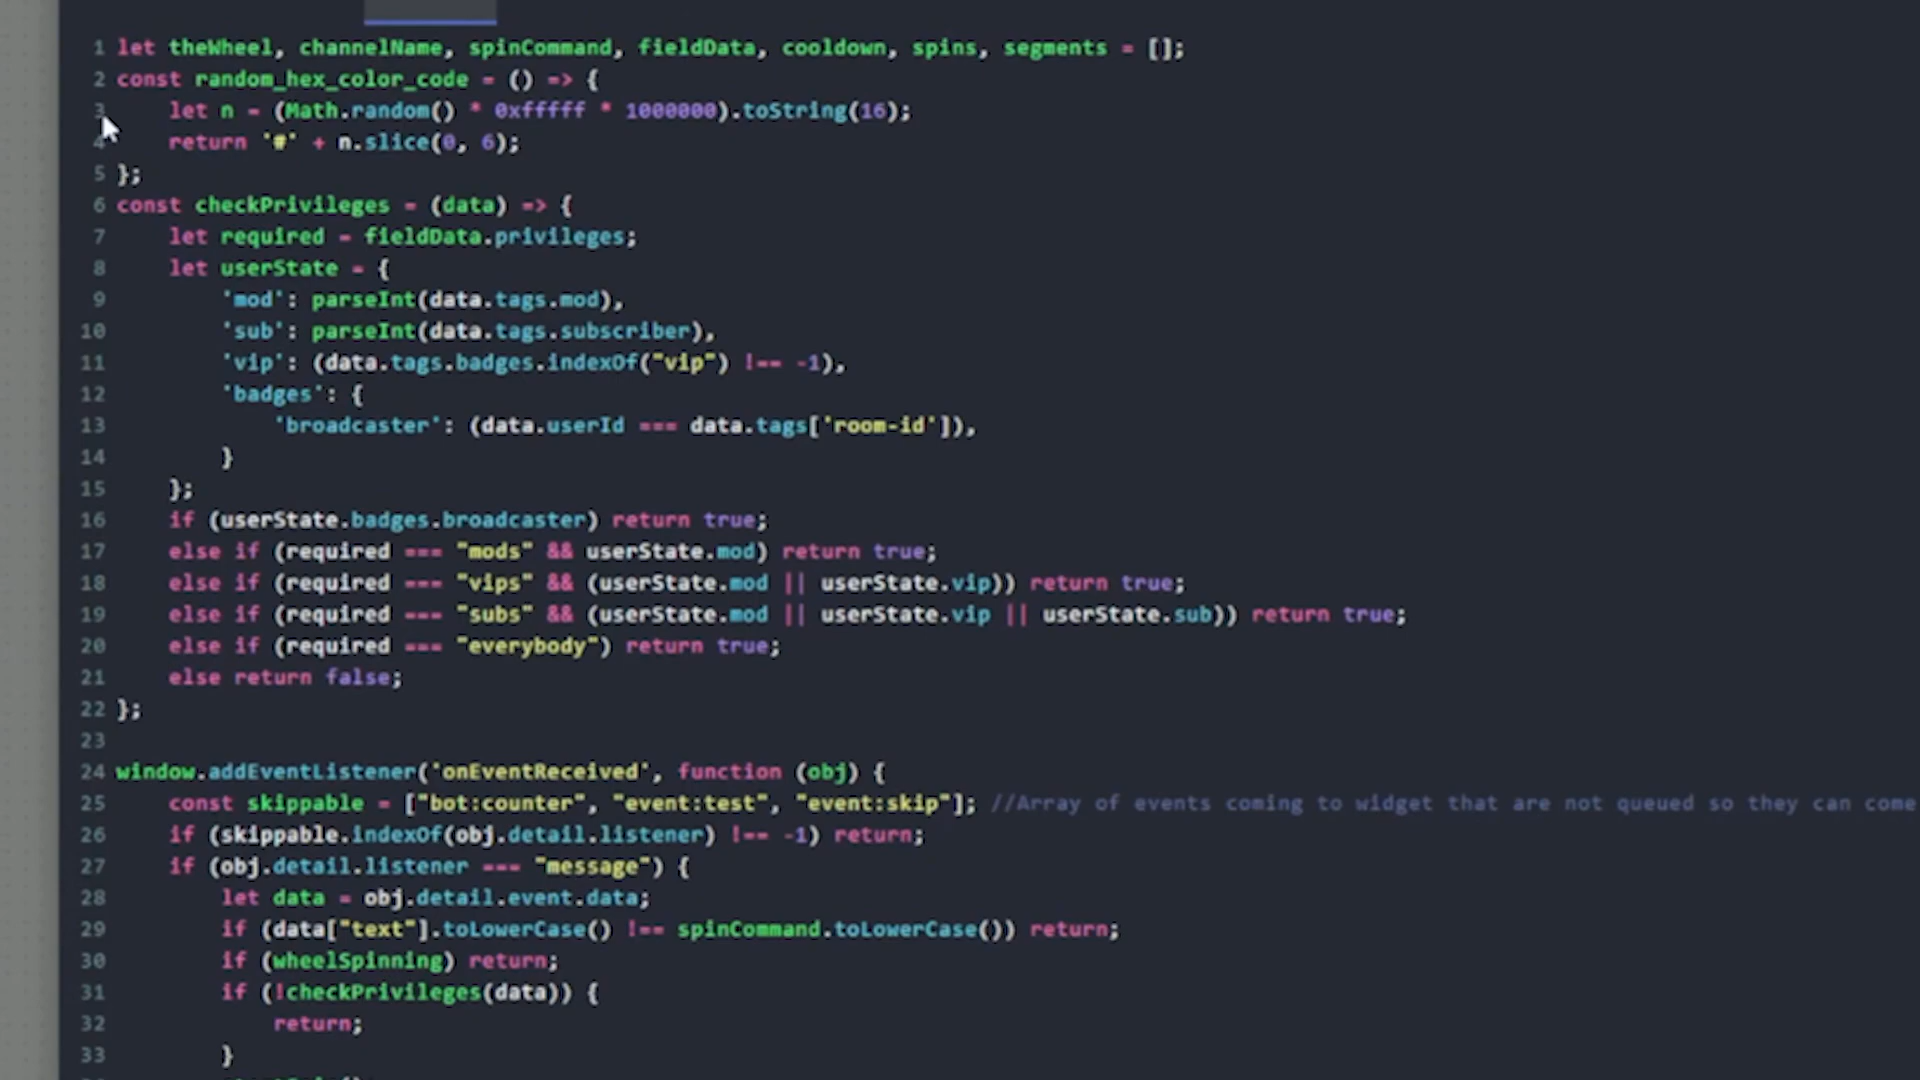 1 let theWheel, channelName, spinCommand, fieldData, cooldown, spins, segments = [];
2 const random_hex_color_code = () => {
3     let n = (Math.random() * 0xfffff * 1000000).toString(16);
4     return '#' + n.slice(0, 6);
5 };
6 const checkPrivileges = (data) => {
7     let required = fieldData.privileges;
8     let userState = {
9         'mod': parseInt(data.tags.mod),
10         'sub': parseInt(data.tags.subscriber),
11         'vip': (data.tags.badges.indexOf("vip") !== -1),
12         'badges': {
13             'broadcaster': (data.userId === data.tags['room-id']),
14         }
15     };
16     if (userState.badges.broadcaster) return true;
17     else if (required === "mods" && userState.mod) return true;
18     else if (required === "vips" && (userState.mod || userState.vip)) return true;
19     else if (required === "subs" && (userState.mod || userState.vip || userState.sub)) return true;
20     else if (required === "everybody") return true;
21     else return false;
22 };
23
24 window.addEventListener('onEventReceived', function (obj) {
25     const skippable = ["bot:counter", "event:test", "event:skip"]; //Array of events coming to widget that are not queued so they can come
26     if (skippable.indexOf(obj.detail.listener) !== -1) return;
27     if (obj.detail.listener === "message") {
28         let data = obj.detail.event.data;
29         if (data["text"].toLowerCase() !== spinCommand.toLowerCase()) return;
30         if (wheelSpinning) return;
31         if (!checkPrivileges(data)) {
32             return;
33         }